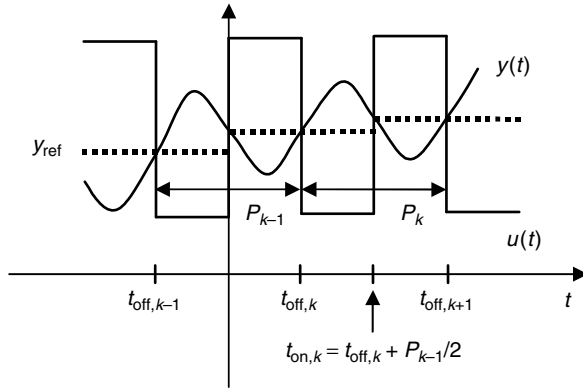 y(t)
y_ref
P_{k–1}
P_k
u(t)
t_{off,k–1}
t_{off,k}
t_{off,k+1}
t
t_{on,k} = t_{off,k} + P_{k–1}/2